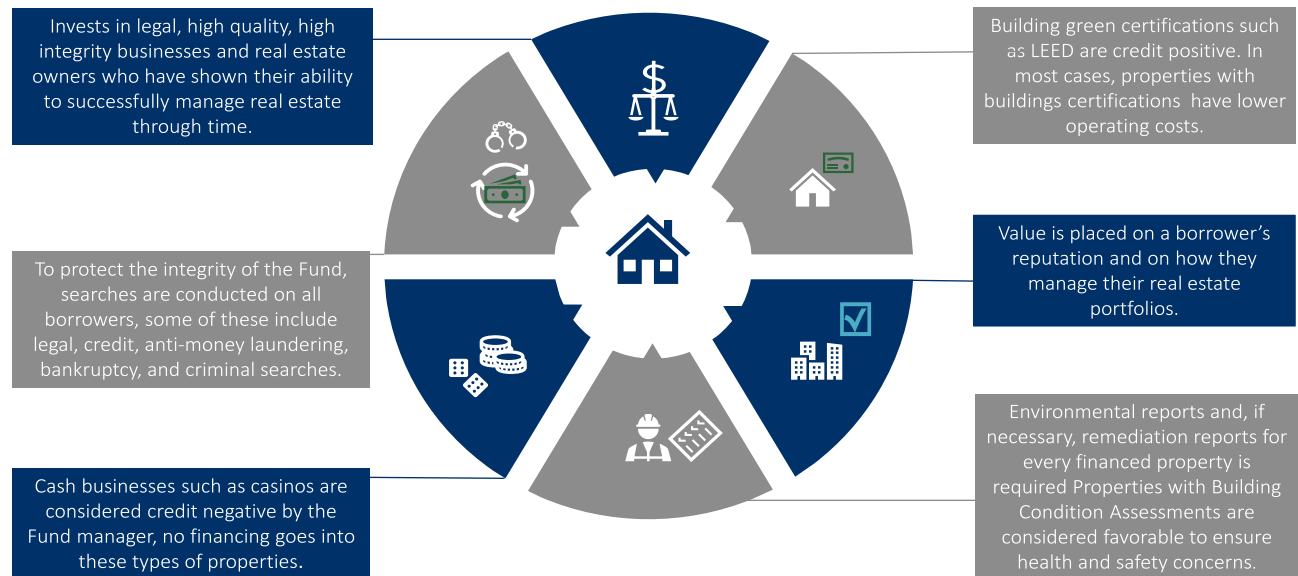 Invests in legal, high quality, high
integrity businesses and real estate
owners who have shown their ability
to successfully manage real estate
through time.
To protect the integrity of the Fund,
searches are conducted on all
borrowers, some of these include
legal, credit, anti-money laundering,
bankruptcy, and criminal searches.
Cash businesses such as casinos are
considered credit negative by the
Fund manager, no financing goes into
these types of properties.
$
Building green certifications such
as LEED are credit positive. In
most cases, properties with
buildings certifications have lower
operating costs.
Value is placed on a borrower’s
reputation and on how they
manage their real estate
portfolios.
Environmental reports and, if
necessary, remediation reports for
every financed property is
required Properties with Building
Condition Assessments are
considered favorable to ensure
health and safety concerns.